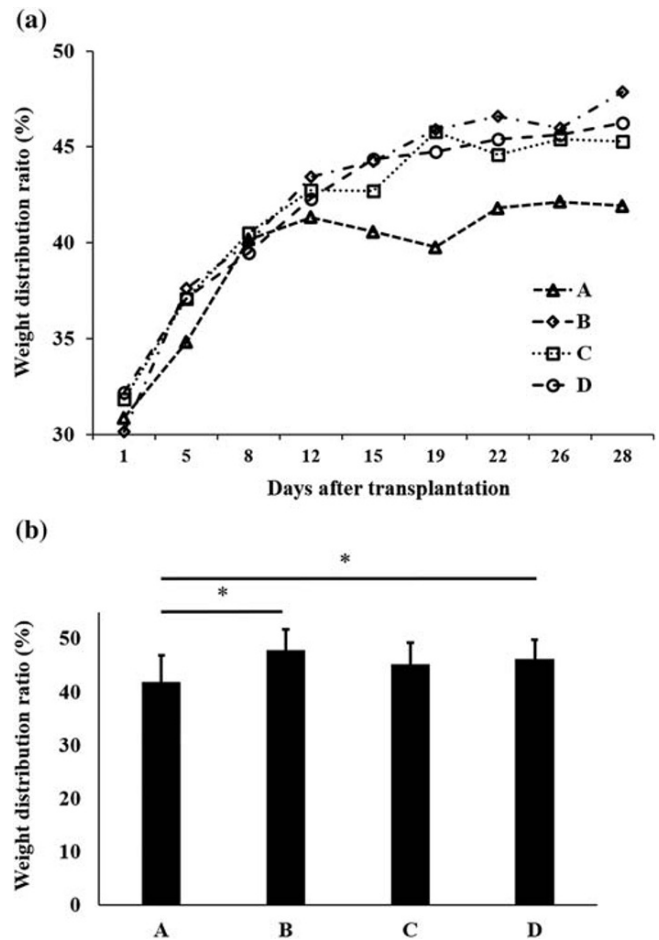 (a)
50
45
40
35
30
Weight distribution raito (%)
A
B
C
D
1 5 8 12 15 19 22 26 28
Days after transplantation
(b)
*
*
50
40
30
20
10
0
Weight distribution ratio (%)
A B C D